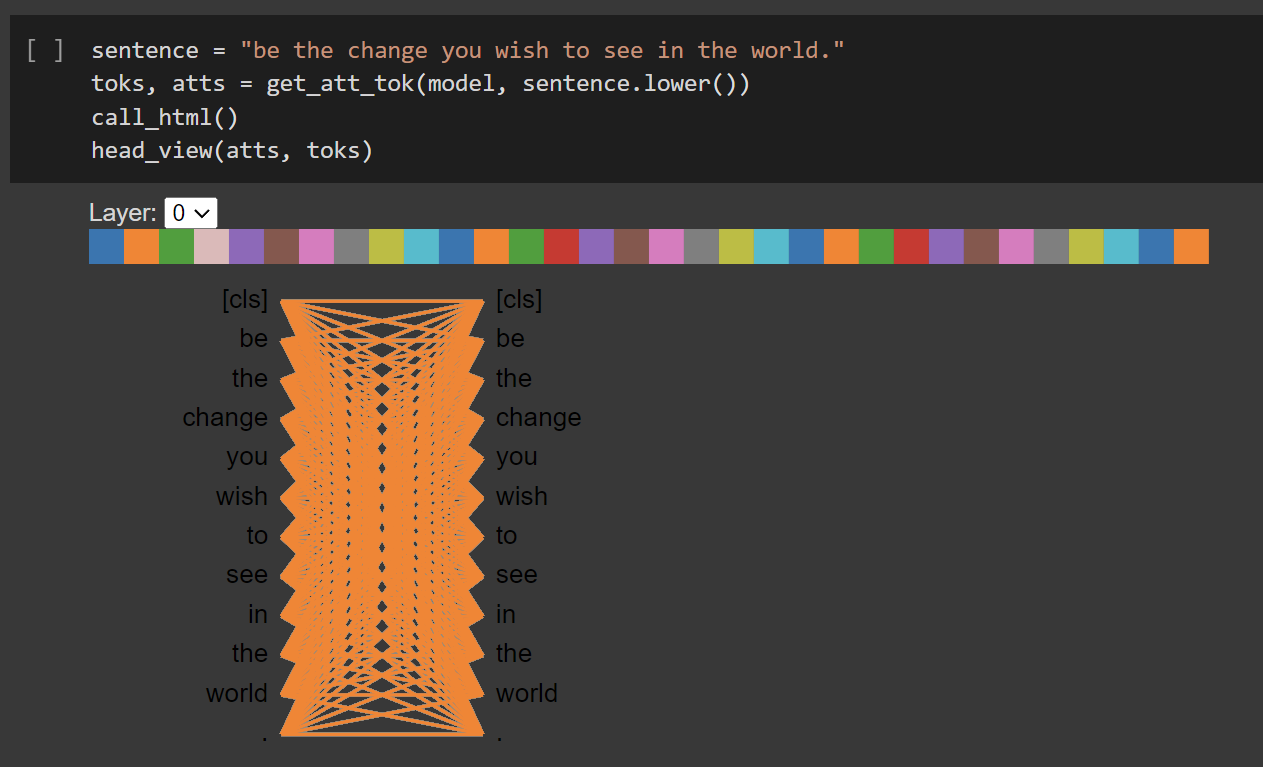 [ ] sentence = "be the change you wish to see in the world."
toks, atts = get_att_tok(model, sentence.lower())
call_html()
head_view(atts, toks)
Layer: 0
[cls] [cls]
be be
the the
change change
you you
wish wish
to to
see see
in in
the the
world world
. .